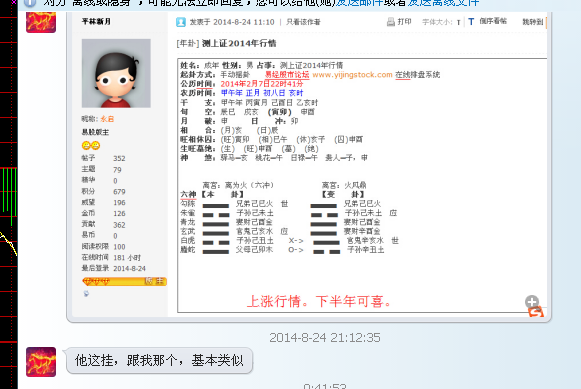 对方"离线或隐身"，可能无法立即回复，您可以给他(她)发送邮件或者发送离线文件
平林新月
发表于 2014-8-24 11:10 | 只看该作者
打印 字体大小: t T 倒序看帖 跳转到
[年卦] 测上证2014年行情
昵称: 永君
易股版主
帖子 352
主题 79
精华 0
积分 679
威望 196
金币 126
贡献 362
易币 0
阅读权限 100
在线时间 181 小时
最后登录 2014-8-24
版主
姓名: 成年 性别: 男 占事: 测上证2014年行情
起卦方式: 手动摇卦 易经股市论坛 www.yijingstock.com 在线排盘系统
公历时间: 2014年2月7日22时41分
农历时间: 甲午年 正月 初八日 亥时
干 支: 甲午年 丙寅月 己酉日 乙亥时
旬 空: 辰巳 戌亥 (寅卯) 申酉
月 破: 申 日 冲: 卯
相 合: (月)亥 (日)辰
旺相休囚: (旺)寅卯 (相)巳午 (休)亥子 (囚)申酉
生旺墓绝: (生) (旺)申酉 (墓) (绝)
神 煞: 驿马—亥 桃花—午 日禄—午 贵人—子，申
离宫: 离为火 (六冲) 离宫: 火风鼎
六神【本 卦】 【变 卦】
勾陈 兄弟己巳火 世 兄弟己巳火
朱雀 子孙己未土 子孙己未土 应
青龙 妻财己酉金 妻财己酉金
玄武 官鬼己亥水 应 妻财辛酉金
白虎 子孙己丑土 X-> 官鬼辛亥水 世
螣蛇 父母己卯木 O-> 子孙辛丑土
上涨行情。下半年可喜。
2014-8-24 21:12:35
他这挂，跟我那个，基本类似
0:41:53